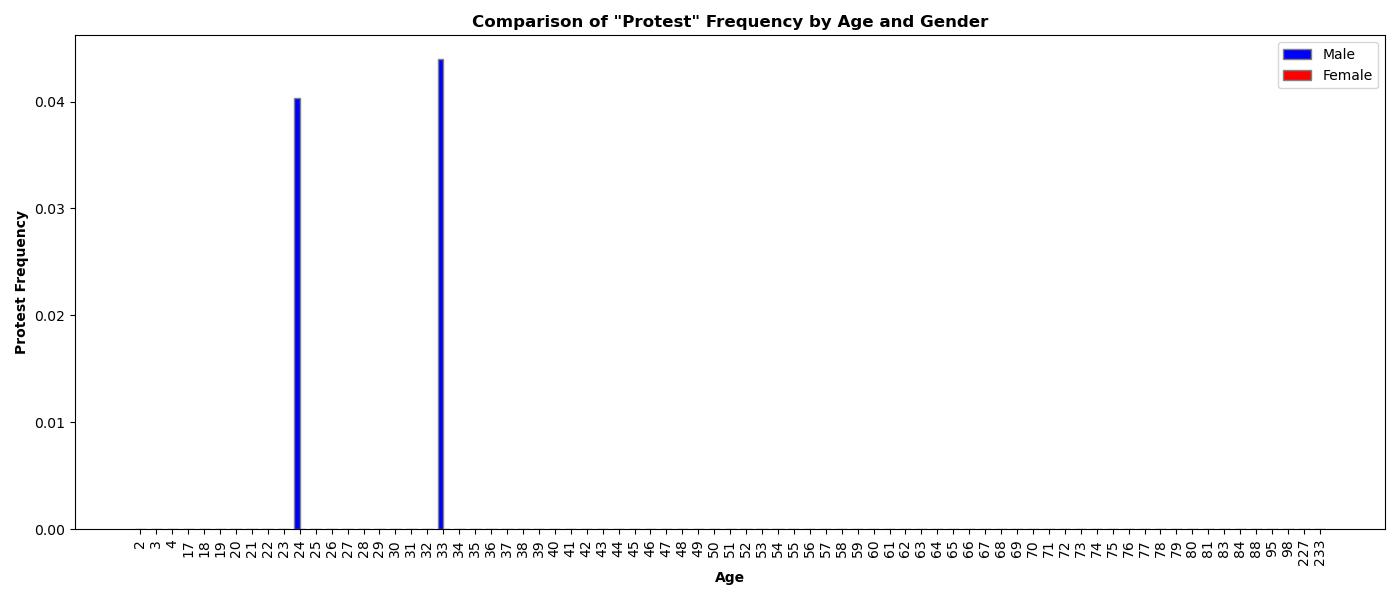 Comparison of "Protest" Frequency by Age and Gender
Male
Female
Protest Frequency
0.04
0.03
0.02
0.01
0.00
2 3 4 17 18 19 20 21 22 23 24 25 26 27 28 29 30 31 32 33 34 35 36 37 38 39 40 41 42 43 44 45 46 47 48 49 50 51 52 53 54 55 56 57 58 59 60 61 62 63 64 65 66 67 68 69 70 71 72 73 74 75 76 77 78 79 80 81 83 84 88 95 98 227 233
Age